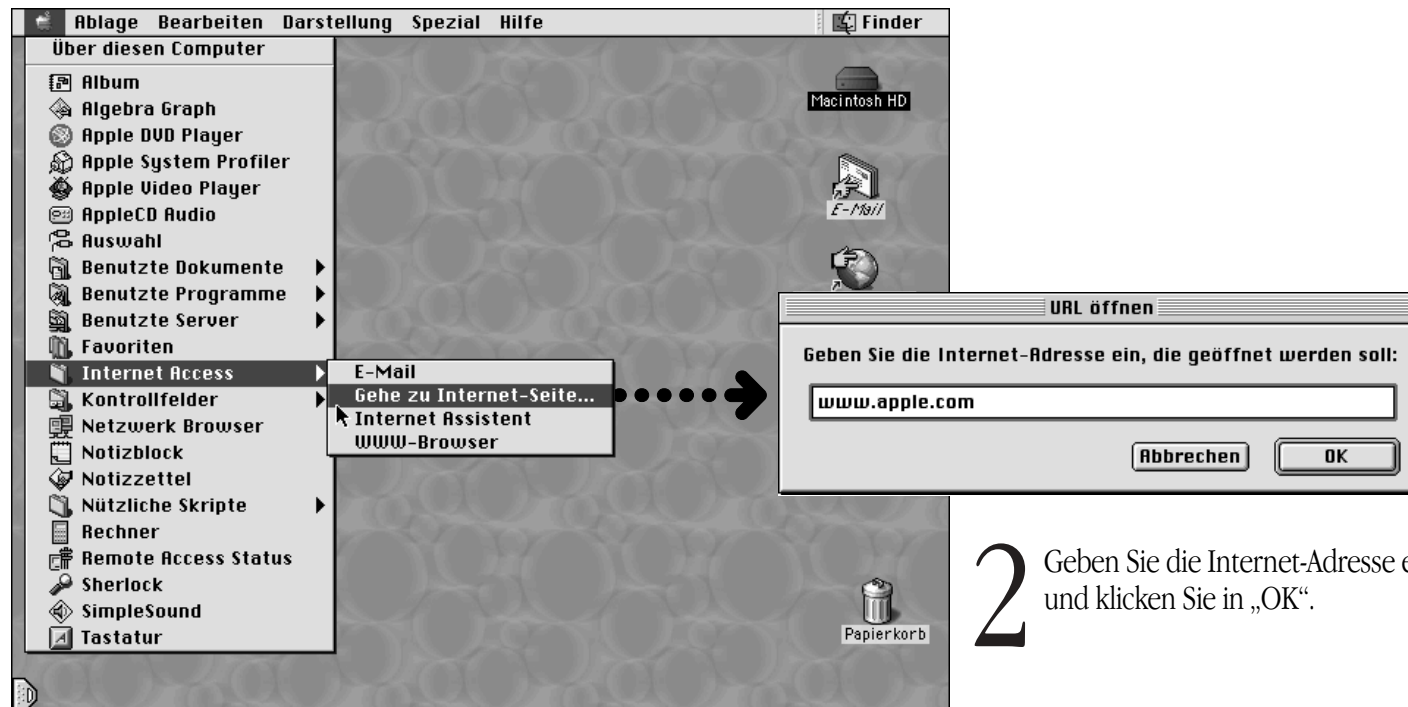 Ablage Bearbeiten Darstellung Spezial Hilfe Finder
Über diesen Computer
Album
Algebra Graph
Apple DVD Player
Apple System Profiler
Apple Video Player
AppleCD Audio
Auswahl
Benutzte Dokumente
Benutzte Programme
Benutzte Server
Favoriten
Internet Access
Kontrollfelder
Netzwerk Browser
Notizblock
Notizzettel
Nützliche Skripte
Rechner
Remote Access Status
Sherlock
SimpleSound
Tastatur
E-Mail
Gehe zu Internet-Seite...
Internet Assistent
WWW-Browser
Macintosh HD
E-Mail
Papierkorb
URL öffnen
Geben Sie die Internet-Adresse ein, die geöffnet werden soll:
www.apple.com
Abbrechen OK
2 Geben Sie die Internet-Adresse
und klicken Sie in „OK“.